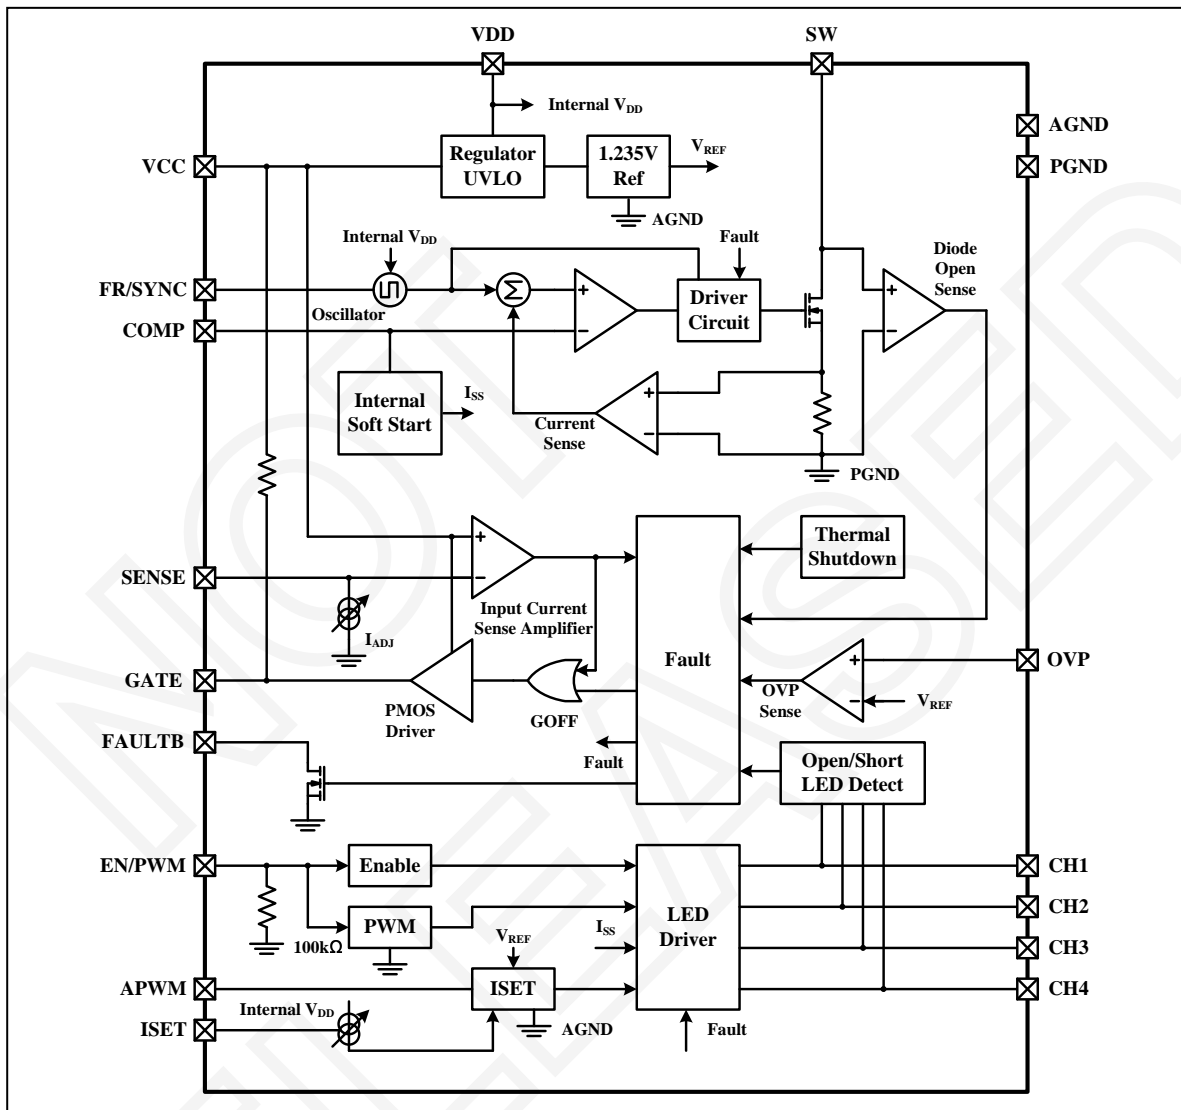 VDD
SW
Internal VDD
AGND
VCC
Regulator
UVLO
1.235V
Ref
VREF
PGND
AGND
Internal VDD
Fault
Diode
Open
Sense
FR/SYNC
Σ
+
Driver
Circuit
+
Oscillator
COMP
−
−
Internal
Soft Start
ISS
+
Current
Sense
−
PGND
+
Thermal
Shutdown
SENSE
−
Input Current
Sense Amplifier
IADJ
Fault
+
OVP
GATE
OVP
Sense
−
VREF
PMOS
Driver
GOFF
FAULTB
Fault
Open/Short
LED Detect
EN/PWM
Enable
CH1
LED
Driver
CH2
PWM
ISS
100kΩ
VREF
CH3
APWM
ISET
CH4
Internal VDD
ISET
AGND
Fault
NOT
RELEASED